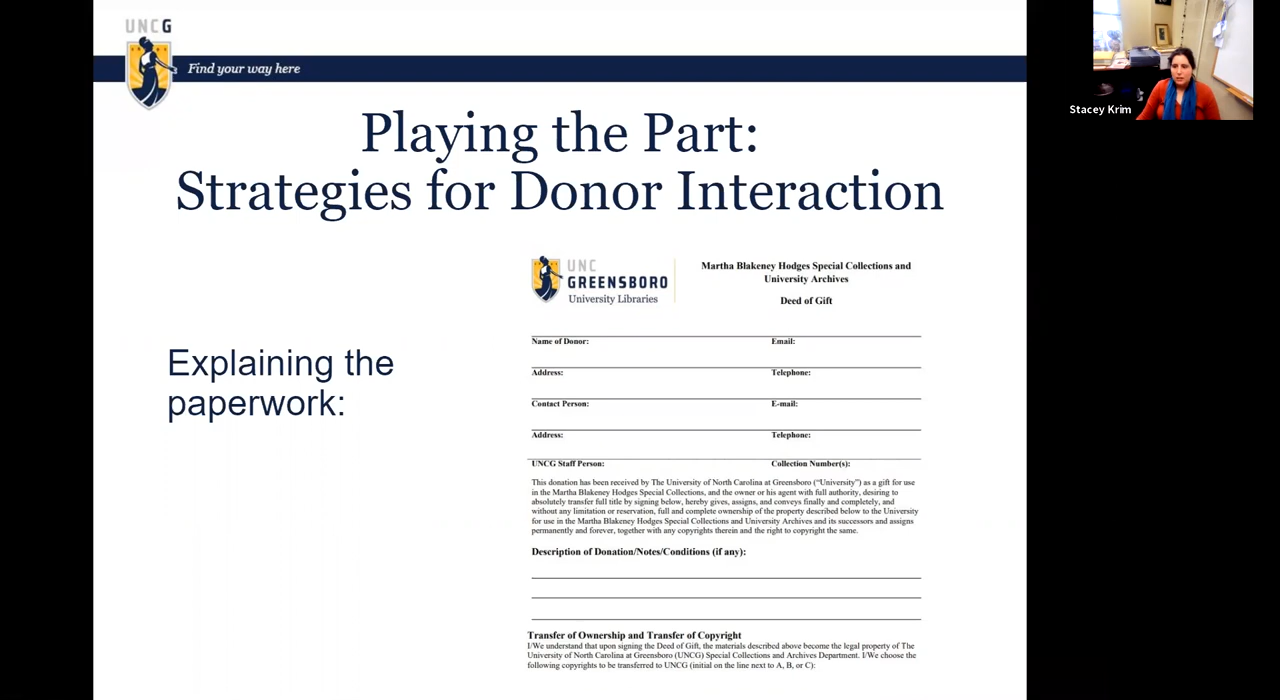 UNCG
Find your way here
Stacey Krim
Playing the Part:
Strategies for Donor Interaction
Explaining the
paperwork:
UNC
GREENSBORO
University Libraries
Martha Blakeney Hodges Special Collections and
University Archives
Deed of Gift
Name of Donor: Email:
Address: Telephone:
Contact Person: E-mail:
Address: Telephone:
UNCG Staff Person: Collection Number(s):
This donation has been received by The University of North Carolina at Greensboro (“University”) as a gift for use
in the Martha Blakeney Hodges Special Collections, and the owner or his agent with full authority, desiring to
absolutely transfer full title by signing below, hereby gives, assigns, and conveys finally and completely, and
without any limitation or reservation, full and complete ownership of the property described below to the University
for use in the Martha Blakeney Hodges Special Collections and University Archives and its successors and assigns
permanently and forever, together with any copyrights therein and the right to copyright the same.
Description of Donation/Notes/Conditions (if any):
Transfer of Ownership and Transfer of Copyright
I/We understand that upon signing the Deed of Gift, the materials described above become the legal property of The
University of North Carolina at Greensboro (UNCG) Special Collections and Archives Department. I/We choose the
following copyrights to be transferred to UNCG (initial on the line next to A, B, or C):